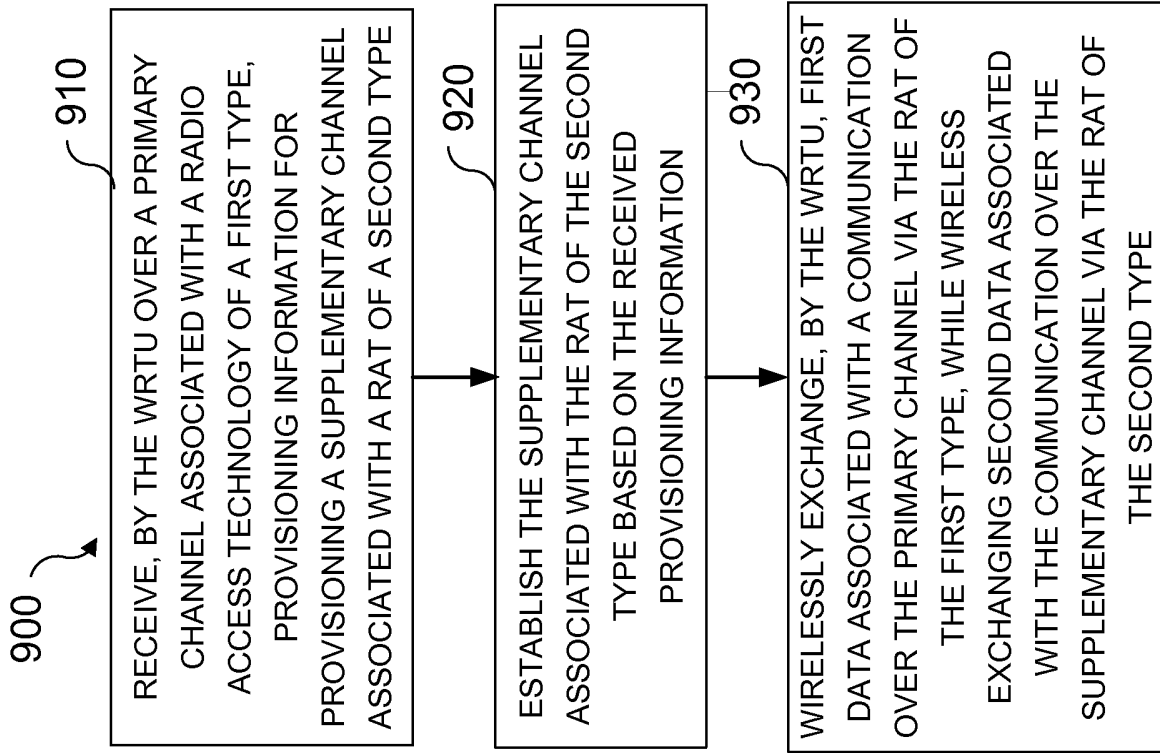 900
910
RECEIVE, BY THE WRTU OVER A PRIMARY
CHANNEL ASSOCIATED WITH A RADIO
ACCESS TECHNOLOGY OF A FIRST TYPE,
PROVISIONING INFORMATION FOR
PROVISIONING A SUPPLEMENTARY CHANNEL
ASSOCIATED WITH A RAT OF A SECOND TYPE
920
ESTABLISH THE SUPPLEMENTARY CHANNEL
ASSOCIATED WITH THE RAT OF THE SECOND
TYPE BASED ON THE RECEIVED
PROVISIONING INFORMATION
930
WIRELESSLY EXCHANGE, BY THE WRTU, FIRST
DATA ASSOCIATED WITH A COMMUNICATION
OVER THE PRIMARY CHANNEL VIA THE RAT OF
THE FIRST TYPE, WHILE WIRELESS
EXCHANGING SECOND DATA ASSOCIATED
WITH THE COMMUNICATION OVER THE
SUPPLEMENTARY CHANNEL VIA THE RAT OF
THE SECOND TYPE